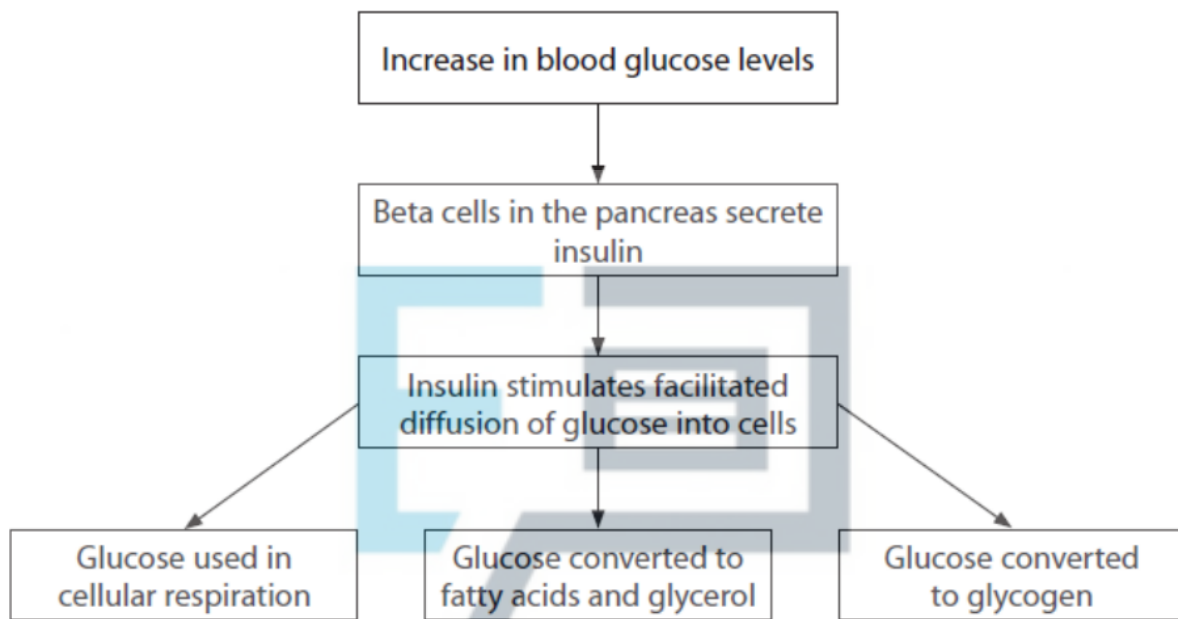 Increase in blood glucose levels
Beta cells in the pancreas secrete
insulin
Insulin stimulates facilitated
diffusion of glucose into cells
Glucose used in
cellular respiration
Glucose converted to
fatty acids and glycerol
Glucose converted
to glycogen